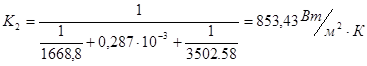 K₂ = 1 / (1/1668,8 + 0,287·10⁻³ + 1/3502.58) = 853,43 Вт/м² · К